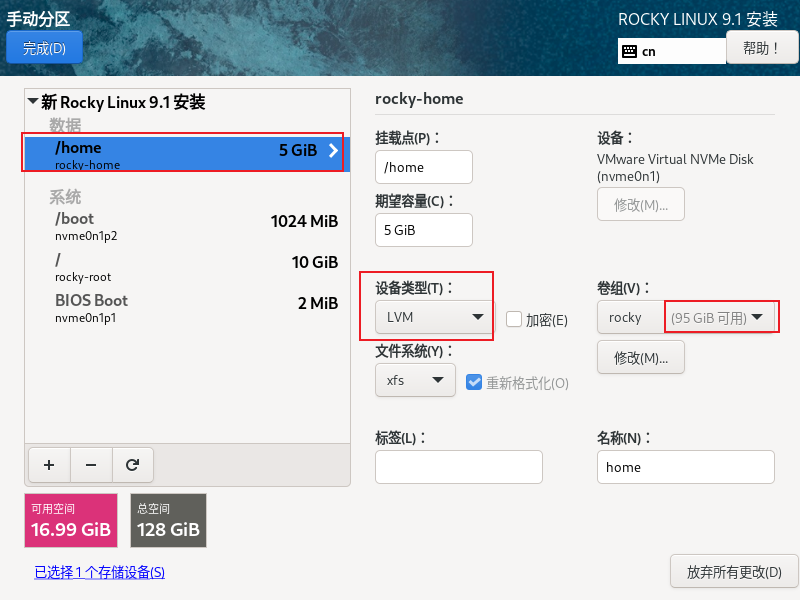 手动分区
ROCKY LINUX 9.1 安装
完成(D)
cn
帮助！
新 Rocky Linux 9.1 安装
数据
/home
5 GiB
rocky-home
系统
/boot
1024 MiB
nvme0n1p2
/
10 GiB
rocky-root
BIOS Boot
2 MiB
nvme0n1p1
可用空间
16.99 GiB
总空间
128 GiB
已选择 1 个存储设备(S)
rocky-home
挂载点(P)：
/home
设备：
VMware Virtual NVMe Disk
(nvme0n1)
修改(M)...
期望容量(C)：
5 GiB
设备类型(T)：
LVM
加密(E)
卷组(V)：
rocky
(95 GiB 可用)
修改(M)...
文件系统(Y)：
xfs
重新格式化(O)
标签(L)：
名称(N)：
home
放弃所有更改(D)